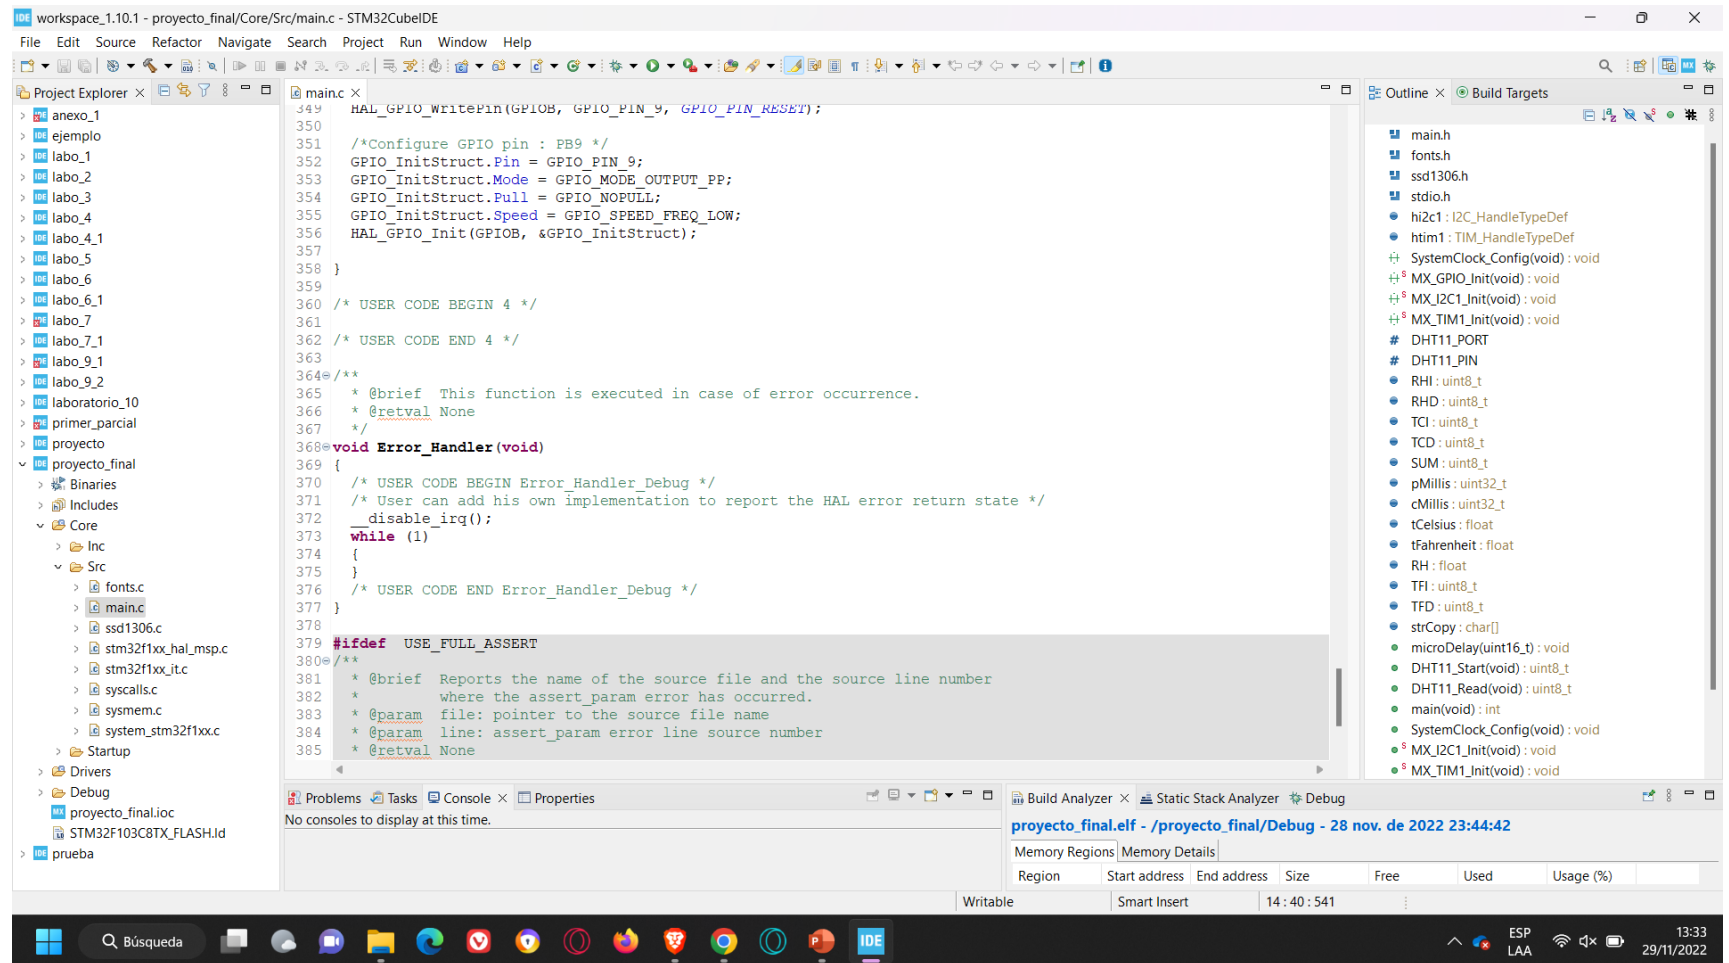 workspace_1.10.1 - proyecto_final/Core/Src/main.c - STM32CubeIDE
File Edit Source Refactor Navigate Search Project Run Window Help
Project Explorer
anexo_1
ejemplo
labo_1
labo_2
labo_3
labo_4
labo_4_1
labo_5
labo_6
labo_6_1
labo_7
labo_7_1
labo_9_1
labo_9_2
laboratorio_10
primer_parcial
proyecto
proyecto_final
Binaries
Includes
Core
Inc
Src
fonts.c
main.c
ssd1306.c
stm32f1xx_hal_msp.c
stm32f1xx_it.c
syscalls.c
sysmem.c
system_stm32f1xx.c
Startup
Drivers
Debug
proyecto_final.ioc
STM32F103C8TX_FLASH.ld
prueba
main.c
349 HAL_GPIO_WritePin(GPIOB, GPIO_PIN_9, GPIO_PIN_RESET);
350
351 /*Configure GPIO pin : PB9 */
352 GPIO_InitStruct.Pin = GPIO_PIN_9;
353 GPIO_InitStruct.Mode = GPIO_MODE_OUTPUT_PP;
354 GPIO_InitStruct.Pull = GPIO_NOPULL;
355 GPIO_InitStruct.Speed = GPIO_SPEED_FREQ_LOW;
356 HAL_GPIO_Init(GPIOB, &GPIO_InitStruct);
357
358 }
359
360 /* USER CODE BEGIN 4 */
361
362 /* USER CODE END 4 */
363
364 /**
365 * @brief This function is executed in case of error occurrence.
366 * @retval None
367 */
368 void Error_Handler(void)
369 {
370 /* USER CODE BEGIN Error_Handler_Debug */
371 /* User can add his own implementation to report the HAL error return state */
372 __disable_irq();
373 while (1)
374 {
375 }
376 /* USER CODE END Error_Handler_Debug */
377 }
378
379 #ifdef USE_FULL_ASSERT
380 /**
381 * @brief Reports the name of the source file and the source line number
382 * where the assert_param error has occurred.
383 * @param file: pointer to the source file name
384 * @param line: assert_param error line source number
385 * @retval None
Outline Build Targets
main.h
fonts.h
ssd1306.h
stdio.h
hi2c1 : I2C_HandleTypeDef
htim1 : TIM_HandleTypeDef
SystemClock_Config(void) : void
MX_GPIO_Init(void) : void
MX_I2C1_Init(void) : void
MX_TIM1_Init(void) : void
DHT11_PORT
DHT11_PIN
RHI : uint8_t
RHD : uint8_t
TCI : uint8_t
TCD : uint8_t
SUM : uint8_t
pMillis : uint32_t
cMillis : uint32_t
tCelsius : float
tFahrenheit : float
RH : float
TFI : uint8_t
TFD : uint8_t
strCopy : char[]
microDelay(uint16_t) : void
DHT11_Start(void) : uint8_t
DHT11_Read(void) : uint8_t
main(void) : int
SystemClock_Config(void) : void
MX_I2C1_Init(void) : void
MX_TIM1_Init(void) : void
Problems Tasks Console Properties
No consoles to display at this time.
Build Analyzer Static Stack Analyzer Debug
proyecto_final.elf - /proyecto_final/Debug - 28 nov. de 2022 23:44:42
Memory Regions Memory Details
Region Start address End address Size Free Used Usage (%)
Writable Smart Insert 14 : 40 : 541
Búsqueda
IDE
ESP
LAA
13:33
29/11/2022